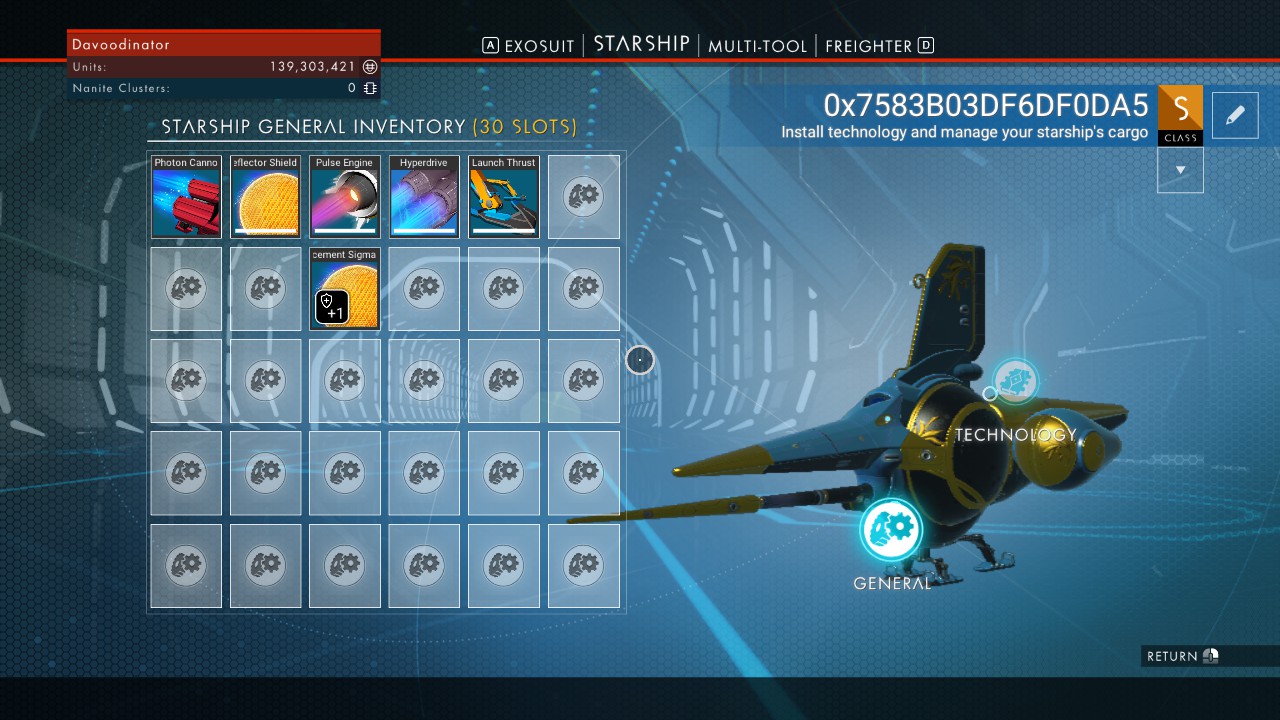 Davoodinator
Units: 139,303,421
Nanite Clusters: 0
A EXOSUIT STARSHIP MULTI-TOOL FREIGHTER D
STARSHIP GENERAL INVENTORY (30 SLOTS)
0x7583B03DF6DF0DA5
Install technology and manage your starship's cargo
S
CLASS
Photon Canno
eflector Shield
Pulse Engine
Hyperdrive
Launch Thrust
cement Sigma
+1
TECHNOLOGY
GENERAL
RETURN